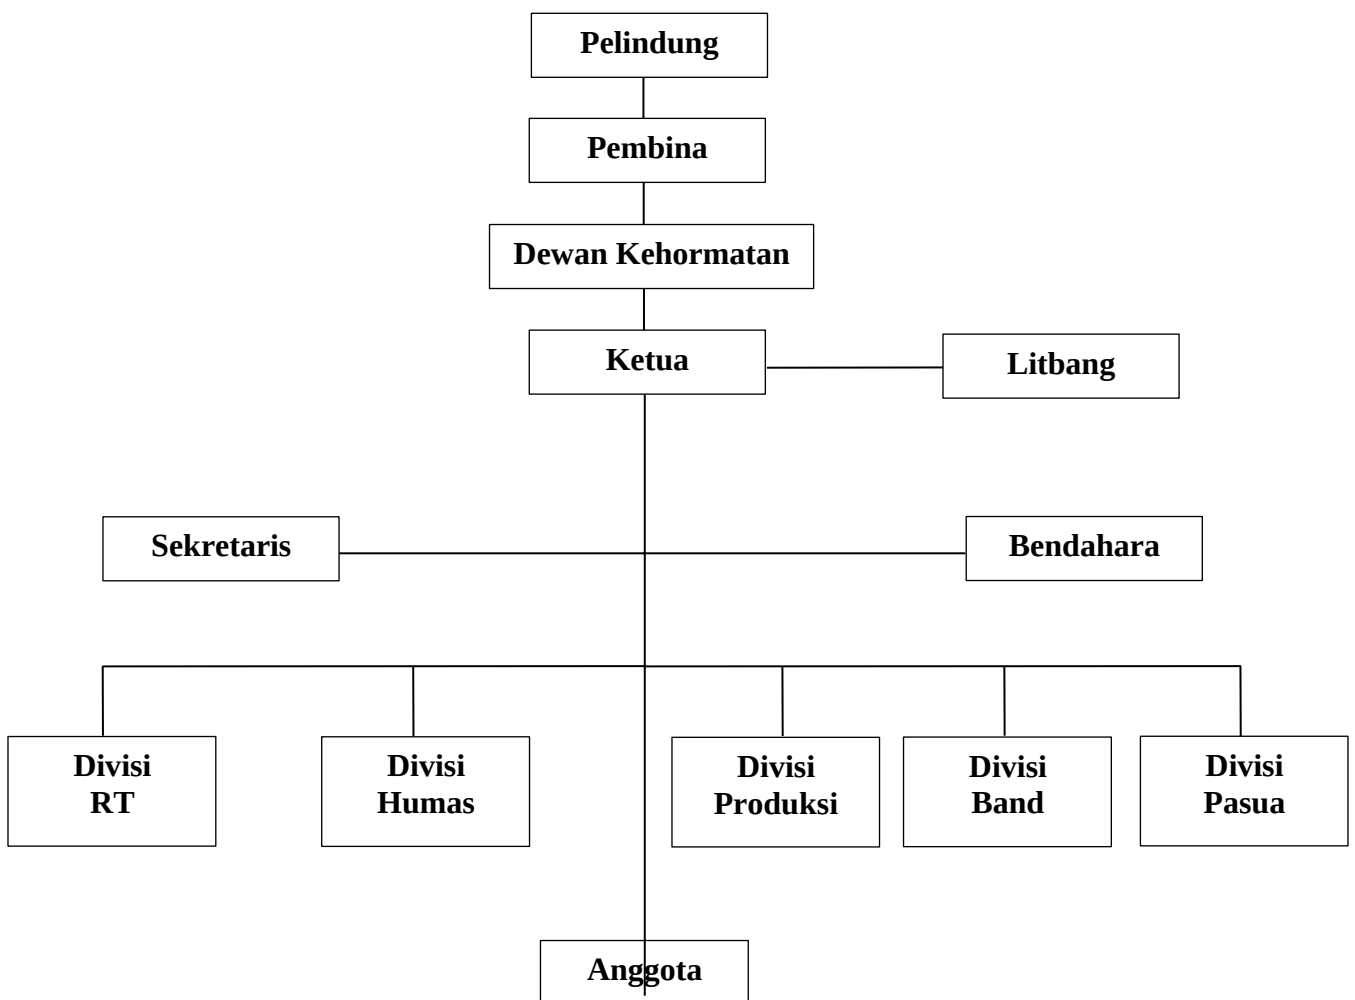 Pelindung
Pembina
Dewan Kehormatan
Ketua
Litbang
Sekretaris
Bendahara
Divisi
RT
Divisi
Humas
Divisi
Produksi
Divisi
Band
Divisi
Pasua
Anggota